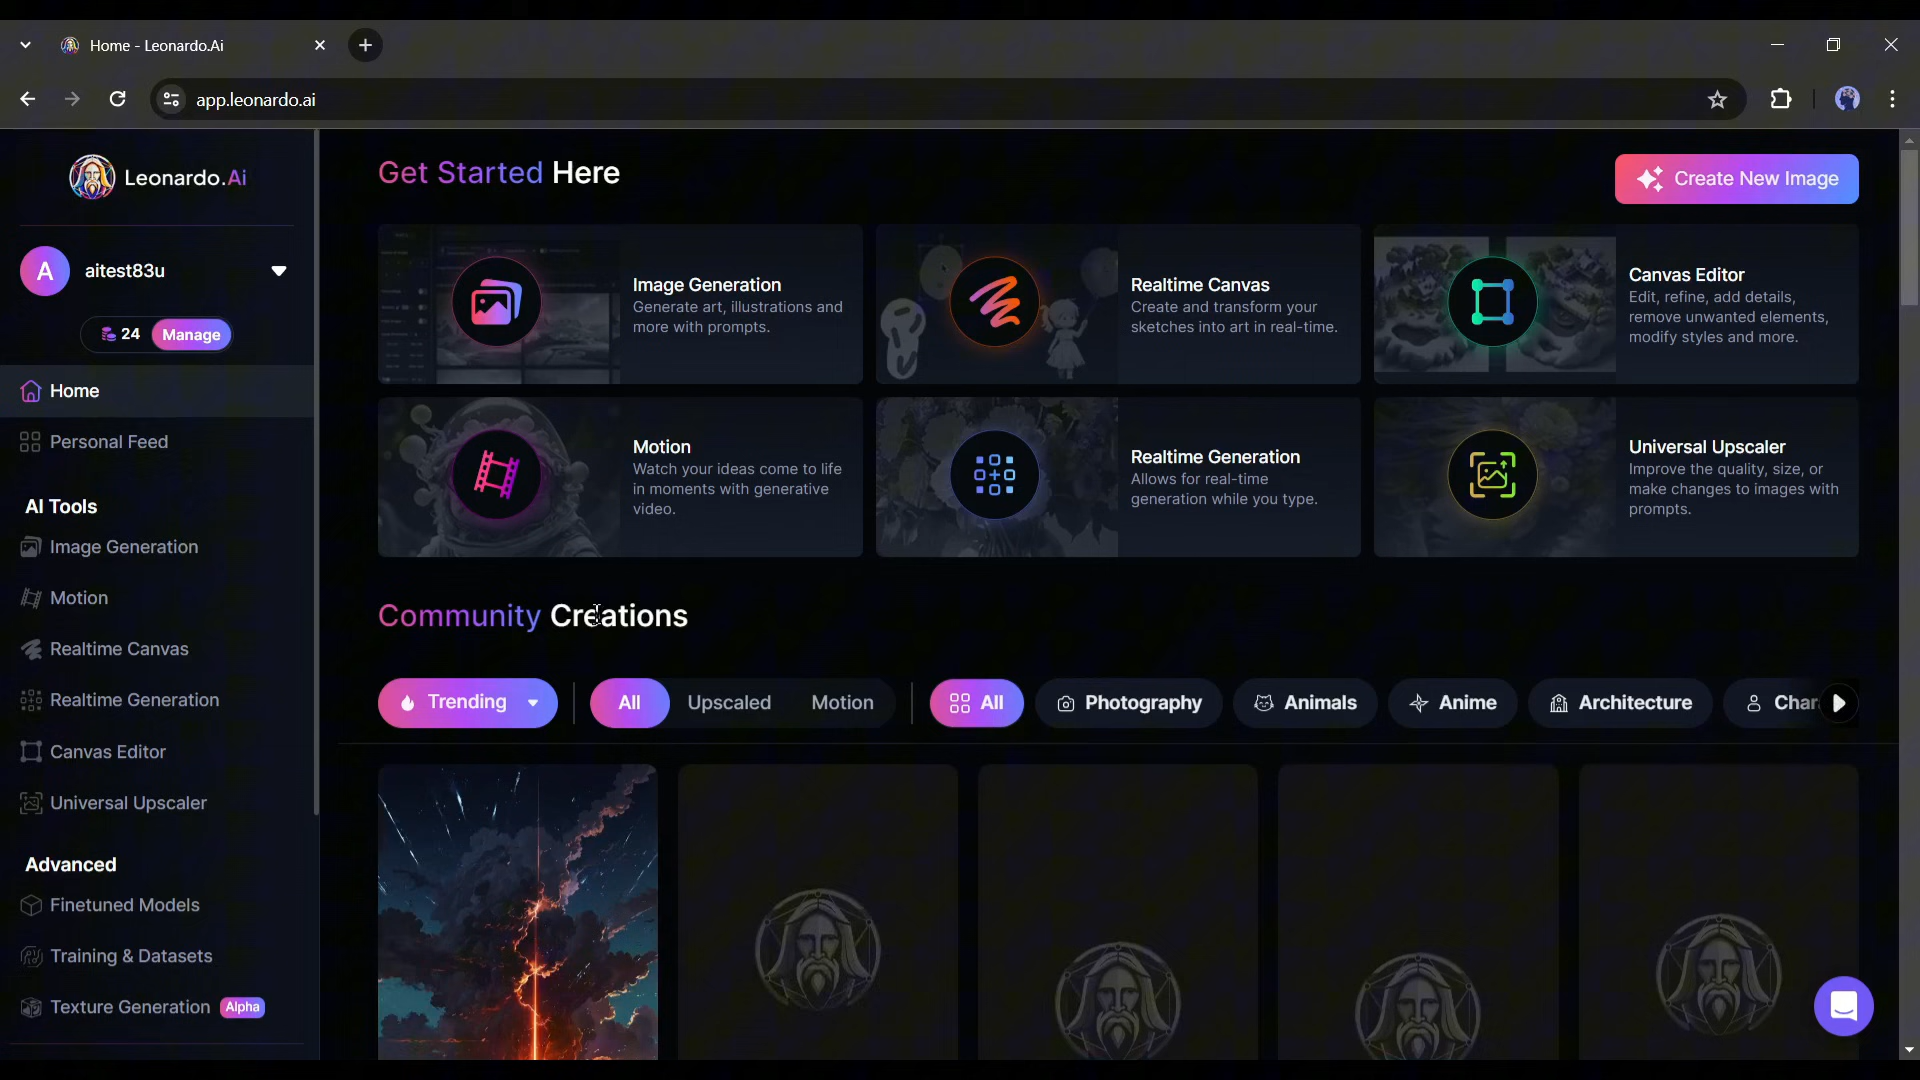 Home - Leonardo.Ai
app.leonardo.ai
Leonardo.Ai
A
aitest83u
24
Manage
Home
Personal Feed
AI Tools
Image Generation
Motion
Realtime Canvas
Realtime Generation
Canvas Editor
Universal Upscaler
Advanced
Finetuned Models
Training & Datasets
Texture Generation Alpha
Get Started Here
Create New Image
Image Generation
Generate art, illustrations and
more with prompts.
Realtime Canvas
Create and transform your
sketches into art in real-time.
Canvas Editor
Edit, refine, add details,
remove unwanted elements,
modify styles and more.
Motion
Watch your ideas come to life
in moments with generative
video.
Realtime Generation
Allows for real-time
generation while you type.
Universal Upscaler
Improve the quality, size, or
make changes to images with
prompts.
Community Creations
Trending
All
Upscaled
Motion
All
Photography
Animals
Anime
Architecture
Char